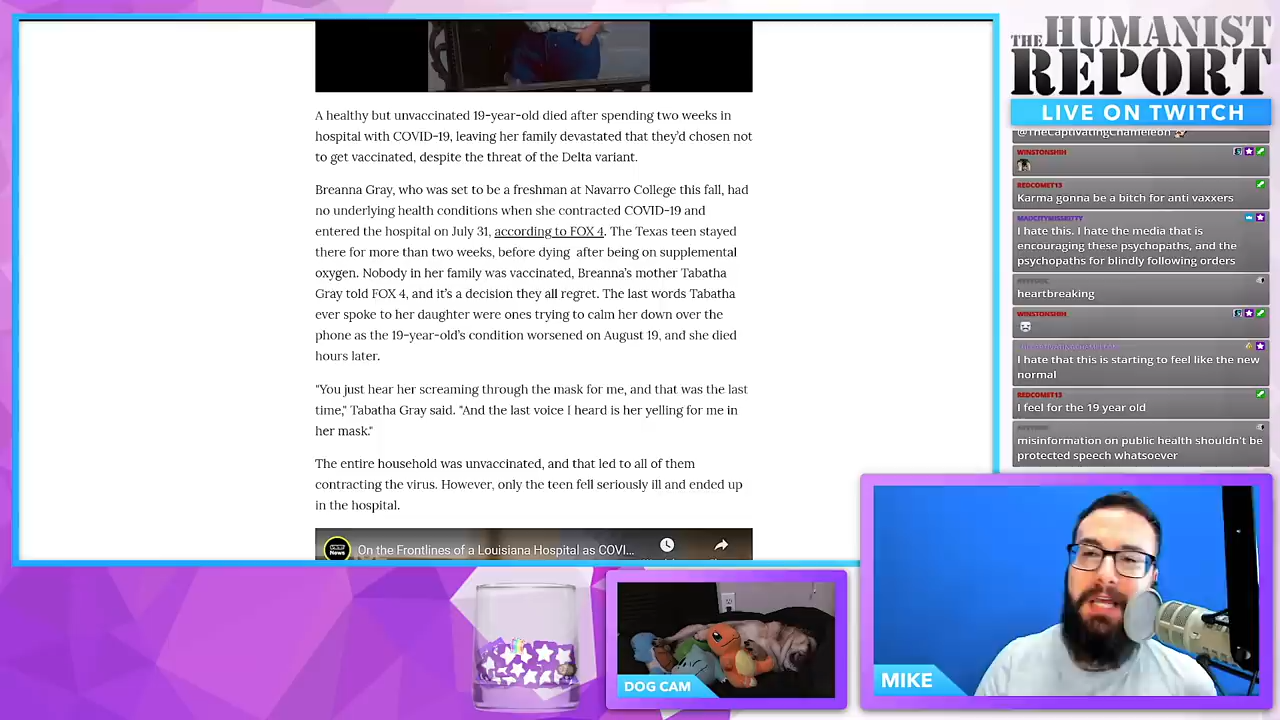 A healthy but unvaccinated 19-year-old died after spending two weeks in
hospital with COVID-19, leaving her family devastated that they'd chosen not
to get vaccinated, despite the threat of the Delta variant.
Breanna Gray, who was set to be a freshman at Navarro College this fall, had
no underlying health conditions when she contracted COVID-19 and
entered the hospital on July 31, according to FOX 4. The Texas teen stayed
there for more than two weeks, before dying after being on supplemental
oxygen. Nobody in her family was vaccinated, Breanna's mother Tabatha
Gray told FOX 4, and it's a decision they all regret. The last words Tabatha
ever spoke to her daughter were ones trying to calm her down over the
phone as the 19-year-old's condition worsened on August 19, and she died
hours later.
"You just hear her screaming through the mask for me, and that was the last
time," Tabatha Gray said. "And the last voice I heard is her yelling for me in
her mask."
The entire household was unvaccinated, and that led to all of them
contracting the virus. However, only the teen fell seriously ill and ended up
in the hospital.
News
On the Frontlines of a Louisiana Hospital as COVI...
THE HUMANIST
REPORT
LIVE ON TWITCH
@TheCaptivatingChameleon
WINSTONSHIH
REDCOMET13
Karma gonna be a bitch for anti vaxxers
MADCITYMISSKITTY
I hate this. I hate the media that is
encouraging these psychopaths, and the
psychopaths for blindly following orders
heartbreaking
WINSTONSHIH
I hate that this is starting to feel like the new
normal
REDCOMET13
I feel for the 19 year old
misinformation on public health shouldn't be
protected speech whatsoever
DOG CAM
MIKE